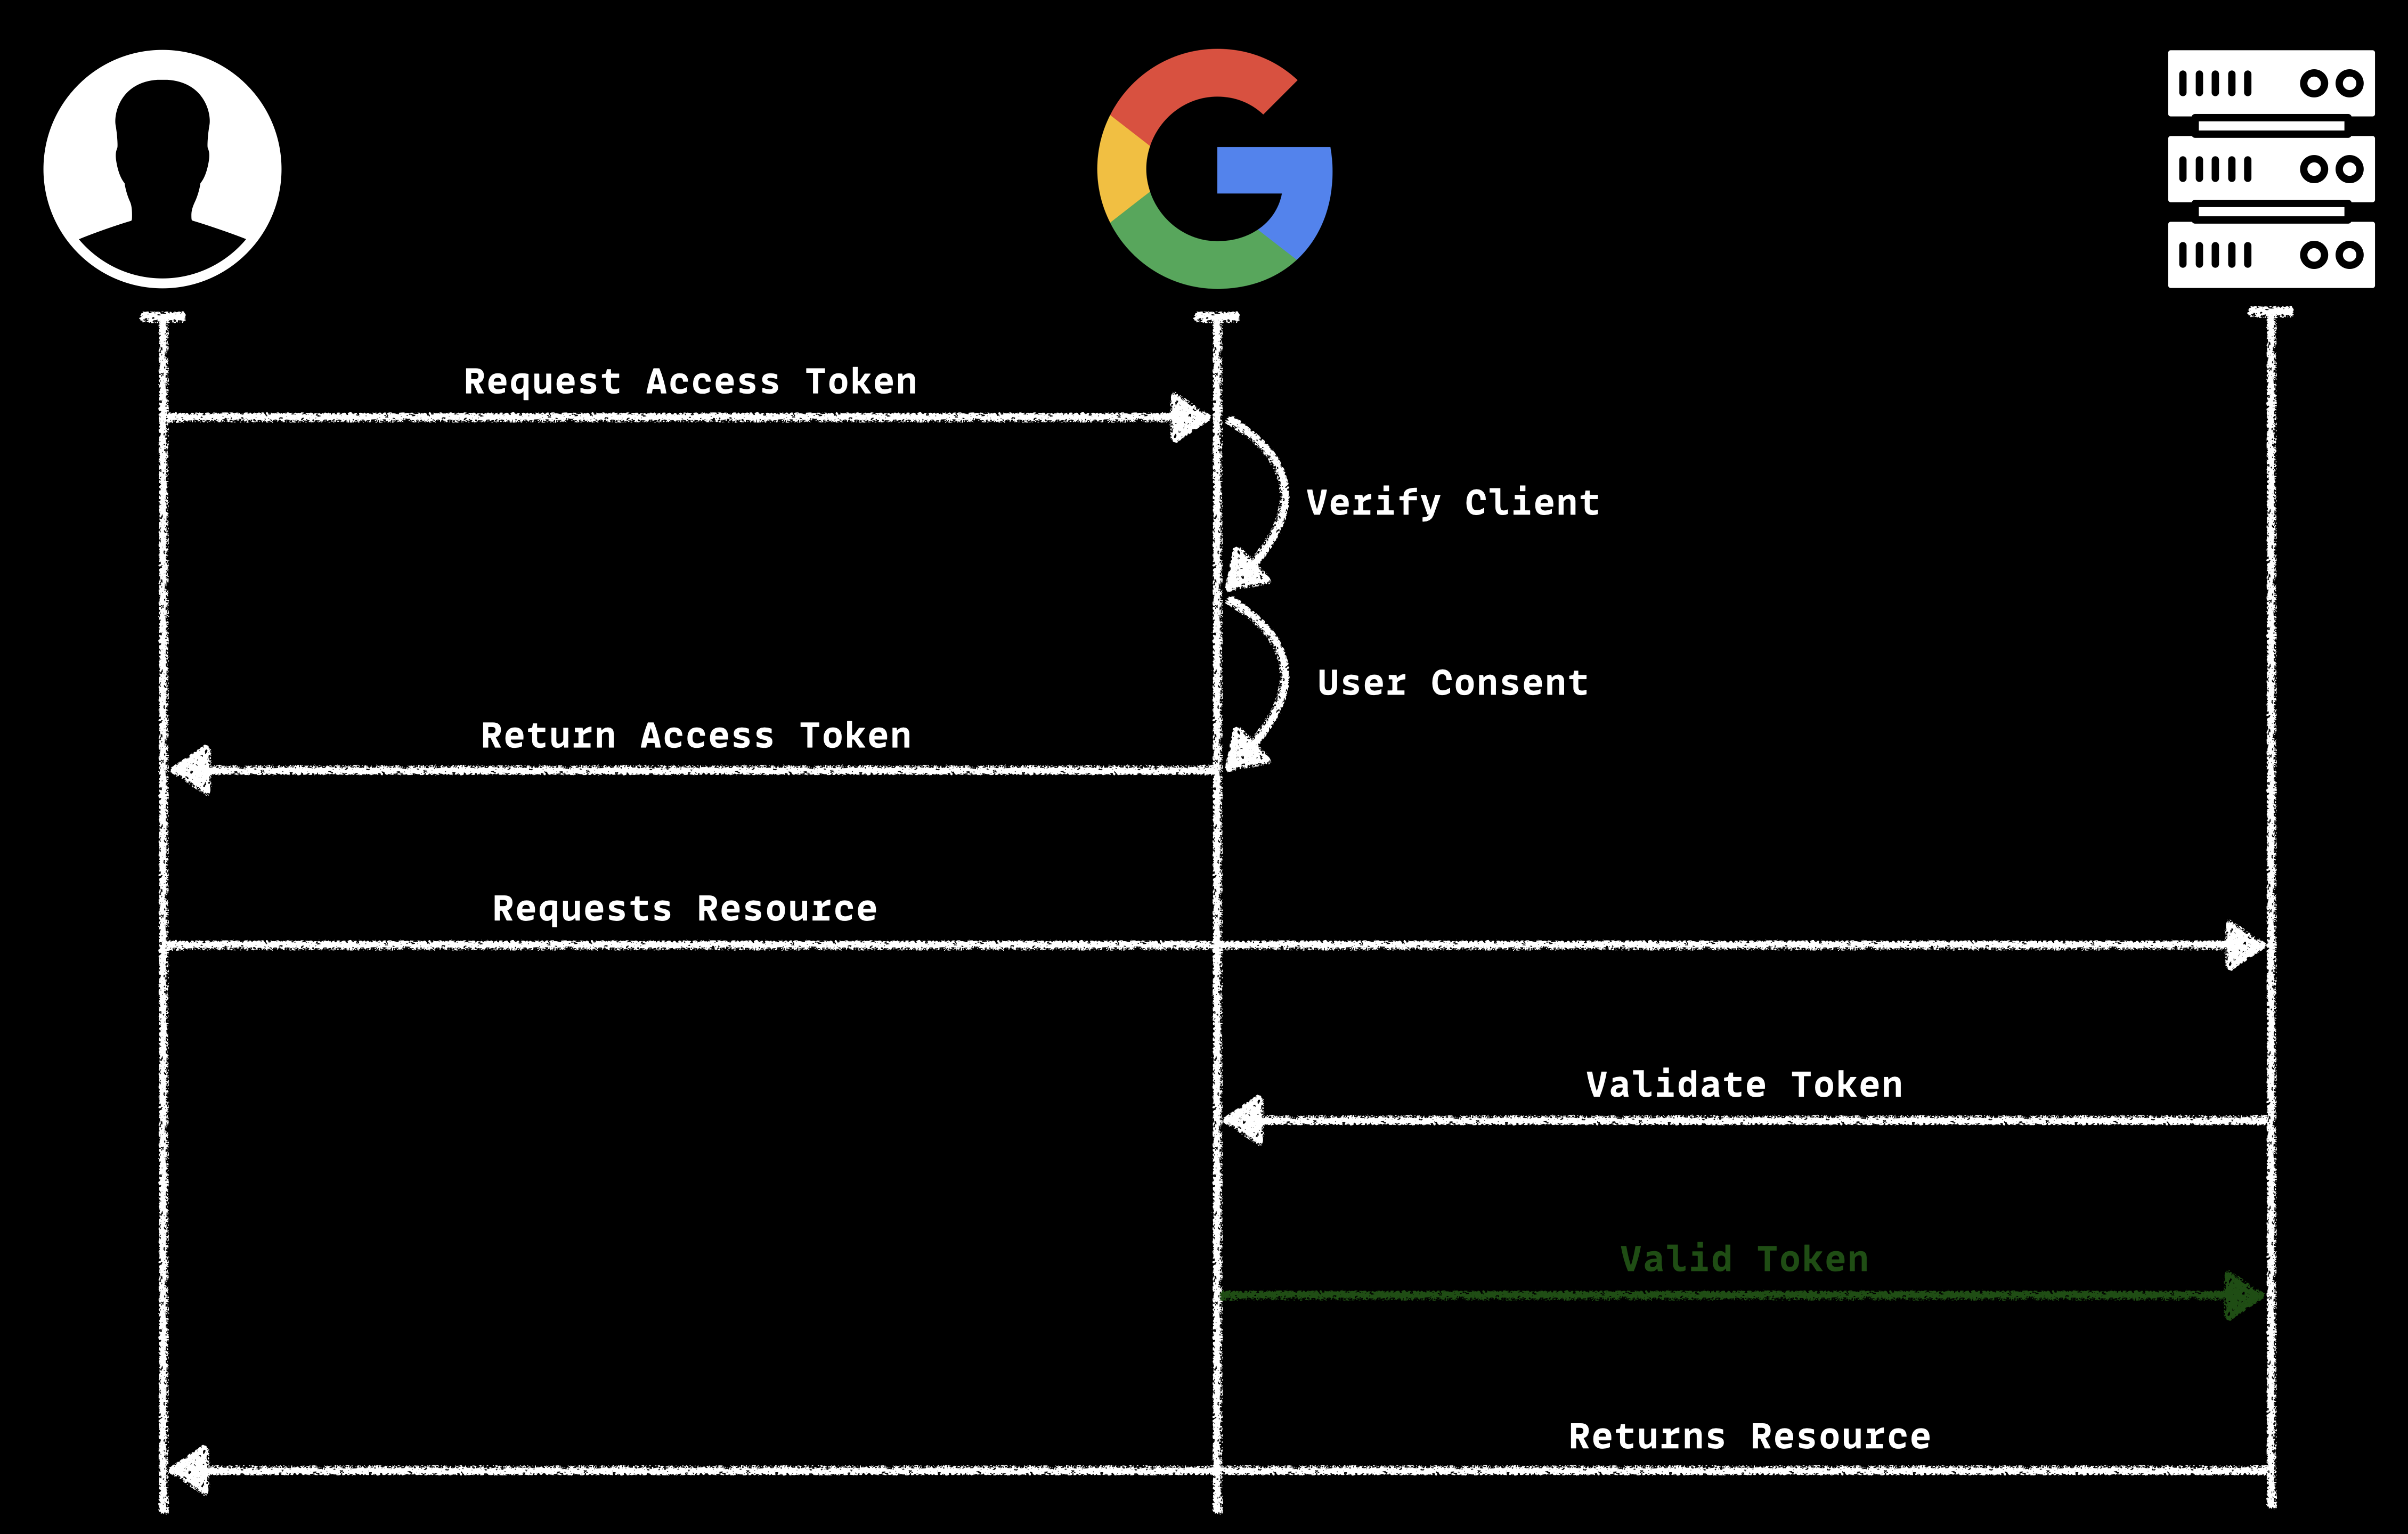 Request Access Token
Verify Client
User Consent
Return Access Token
Requests Resource
Validate Token
Valid Token
Returns Resource